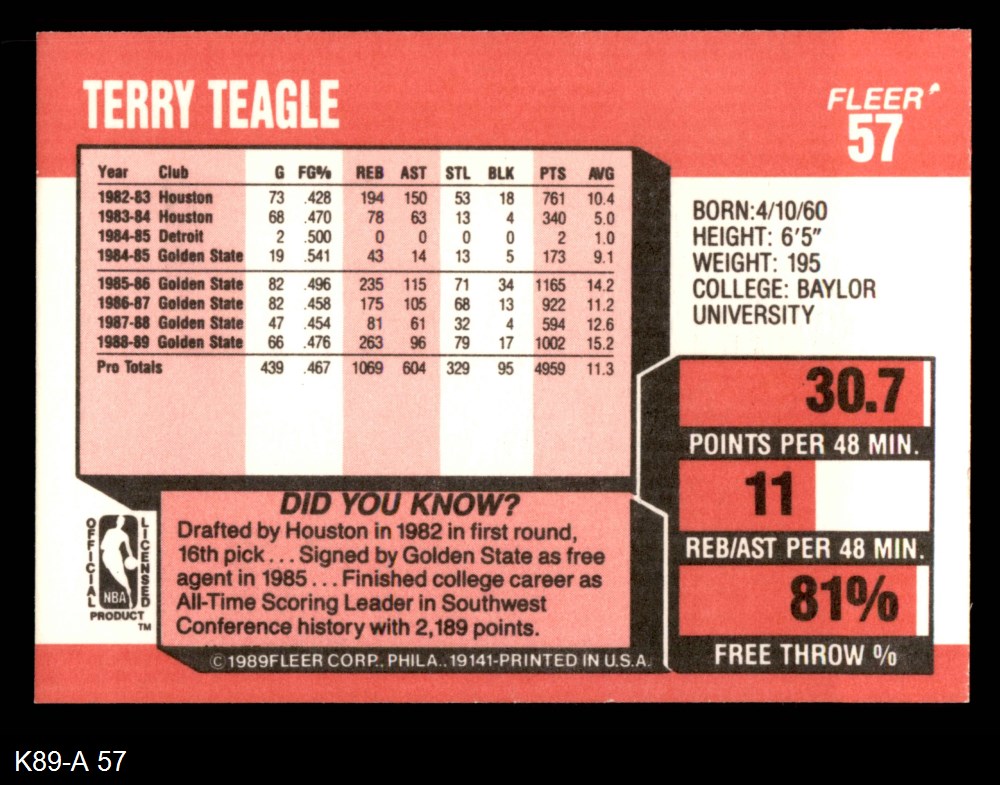 TERRY TEAGLE
FLEER
57
Year Club G FG% REB AST STL BLK PTS AVG
1982-83 Houston 73 .428 194 150 53 18 761 10.4
1983-84 Houston 68 .470 78 63 13 4 340 5.0
1984-85 Detroit 2 .500 0 0 0 0 2 1.0
1984-85 Golden State 19 .541 43 14 13 5 173 9.1
1985-86 Golden State 82 .496 235 115 71 34 1165 14.2
1986-87 Golden State 82 .458 175 105 68 13 922 11.2
1987-88 Golden State 47 .454 81 61 32 4 594 12.6
1988-89 Golden State 66 .476 263 96 79 17 1002 15.2
Pro Totals 439 .467 1069 604 329 95 4959 11.3
BORN:4/10/60
HEIGHT: 6'5"
WEIGHT: 195
COLLEGE: BAYLOR
UNIVERSITY
30.7
POINTS PER 48 MIN.
11
REB/AST PER 48 MIN.
81%
FREE THROW %
DID YOU KNOW?
Drafted by Houston in 1982 in first round,
16th pick... Signed by Golden State as free
agent in 1985... Finished college career as
All-Time Scoring Leader in Southwest
Conference history with 2,189 points.
OFFICIAL
NBA
LICENSED
PRODUCT
TM
© 1989 FLEER CORP., PHILA., 19141-PRINTED IN U.S.A.
K89-A 57